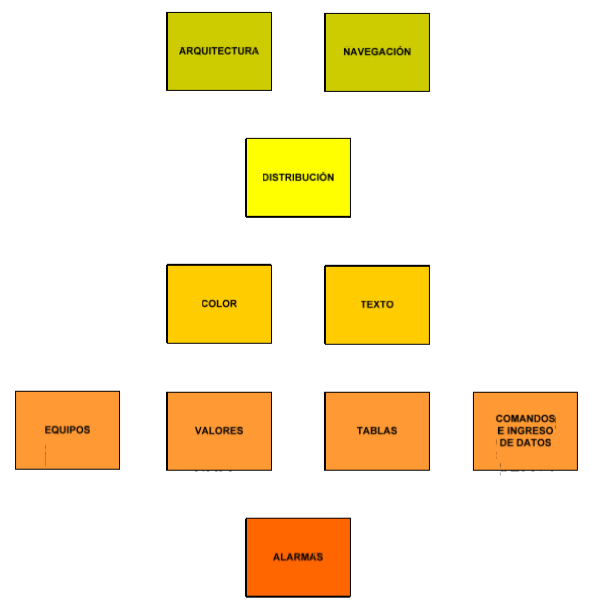 ARQUITECTURA
NAVEGACIÓN
DISTRIBUCIÓN
COLOR
TEXTO
EQUIPOS
VALORES
TABLAS
COMANDOS
E INGRESO
DE DATOS
ALARMAS